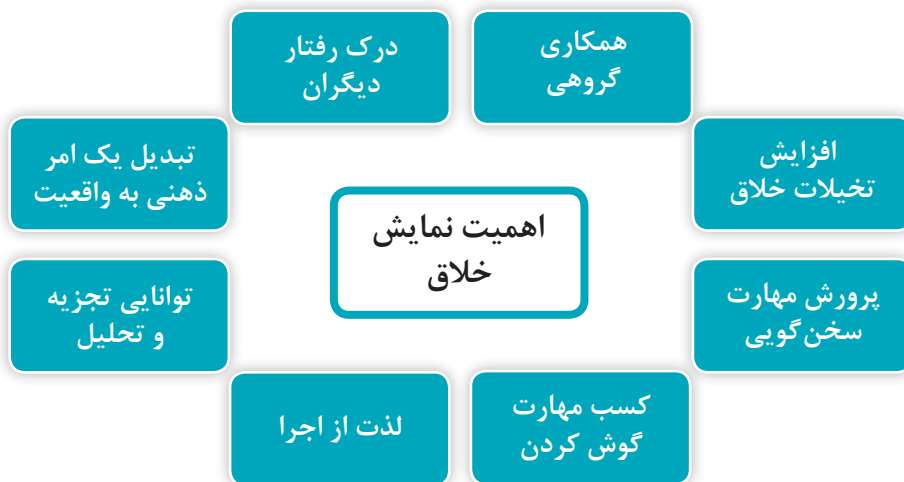 همکاری
گروهی
درک رفتار
دیگران
افزایش
تخیلات خلاق
تبدیل یک امر
ذهنی به واقعیت
اهمیت نمایش
خلاق
پرورش مهارت
سخن‌گویی
توانایی تجزیه
و تحلیل
کسب مهارت
گوش کردن
لذت از اجرا